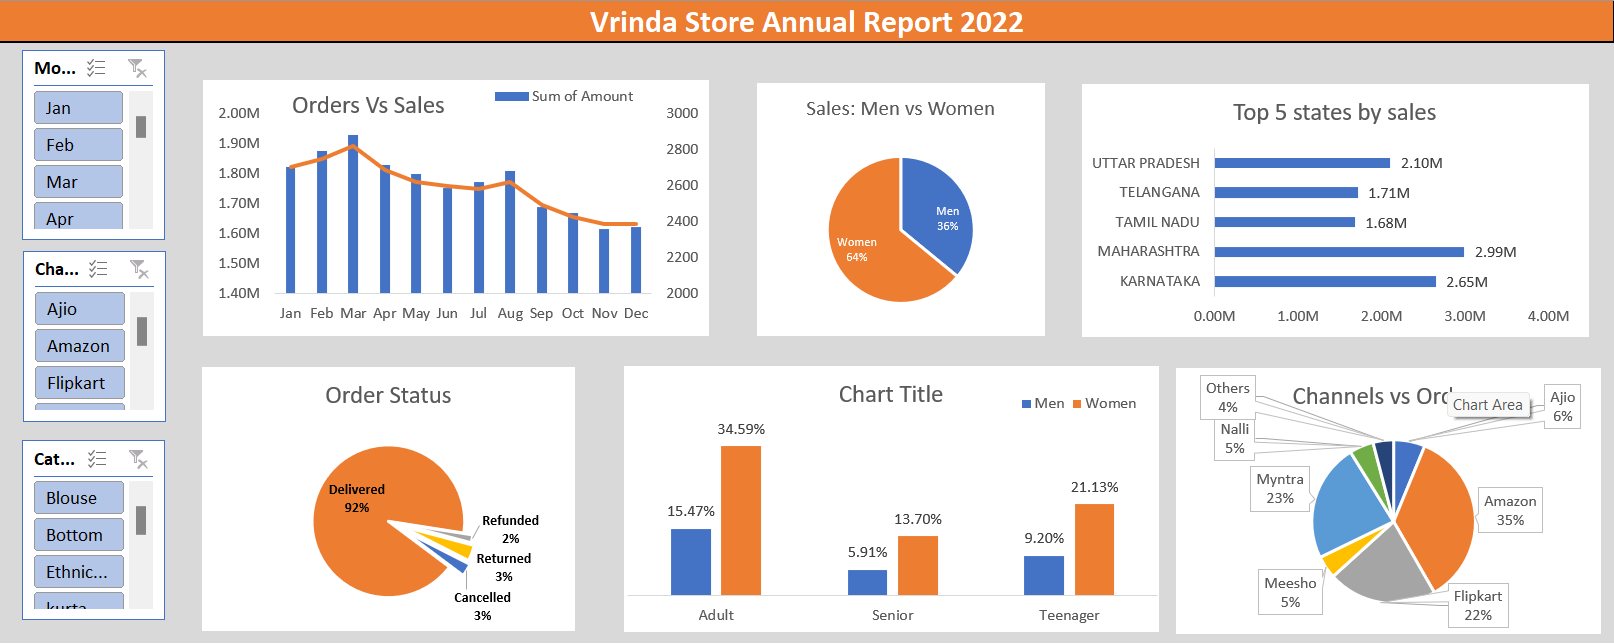 Vrinda Store Annual Report 2022
Mo...
Jan
Feb
Mar
Apr
Cha...
Ajio
Amazon
Flipkart
Cat...
Blouse
Bottom
Ethnic...
kurta
Orders Vs Sales
Sum of Amount
2.00M
1.90M
1.80M
1.70M
1.60M
1.50M
1.40M
3000
2800
2600
2400
2200
2000
Jan Feb Mar Apr May Jun Jul Aug Sep Oct Nov Dec
Sales: Men vs Women
Men
36%
Women
64%
Top 5 states by sales
UTTAR PRADESH 2.10M
TELANGANA 1.71M
TAMIL NADU 1.68M
MAHARASHTRA 2.99M
KARNATAKA 2.65M
0.00M 1.00M 2.00M 3.00M 4.00M
Order Status
Delivered
92%
Refunded
2%
Returned
3%
Cancelled
3%
Chart Title
Men Women
15.47% 34.59%
5.91% 13.70%
9.20% 21.13%
Adult Senior Teenager
Channels vs Ord
Chart Area
Others
4%
Ajio
6%
Nalli
5%
Myntra
23%
Amazon
35%
Meesho
5%
Flipkart
22%